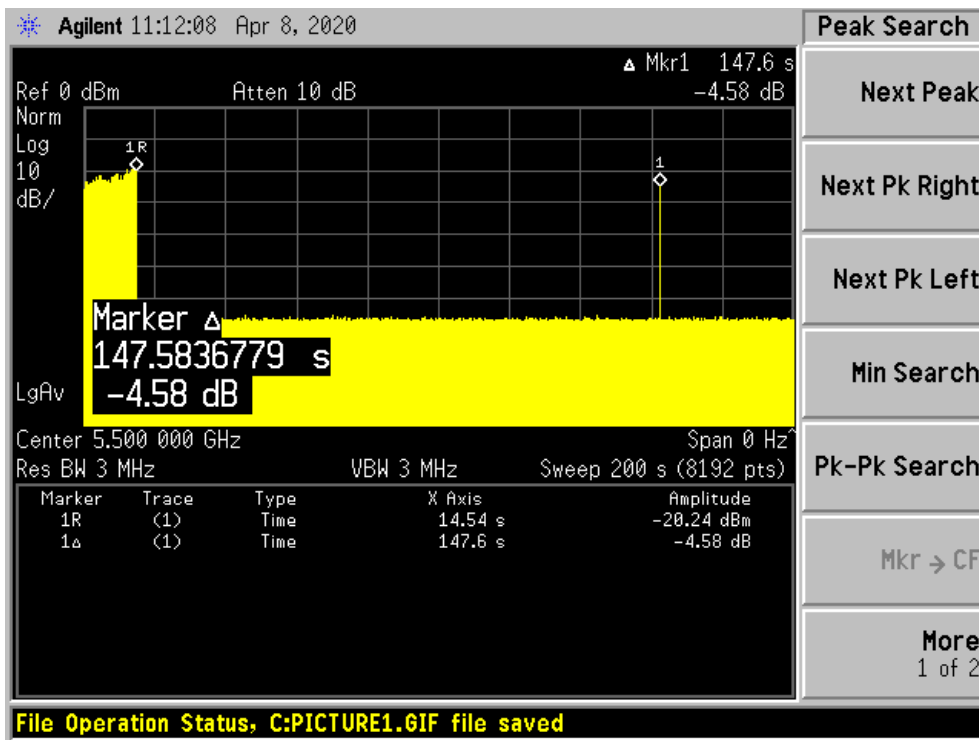 Agilent 11:12:08 Apr 8, 2020
Peak Search
Δ Mkr1 147.6 s
Ref 0 dBm Atten 10 dB -4.58 dB
Norm
Log
10
dB/
1R
1
Marker Δ
147.5836779 s
-4.58 dB
LgAv
Center 5.500 000 GHz Span 0 Hz^
Res BW 3 MHz VBW 3 MHz Sweep 200 s (8192 pts)
Marker Trace Type X Axis Amplitude
1R (1) Time 14.54 s -20.24 dBm
1Δ (1) Time 147.6 s -4.58 dB
Next Peak
Next Pk Right
Next Pk Left
Min Search
Pk-Pk Search
Mkr → CF
More
1 of 2
File Operation Status, C:PICTURE1.GIF file saved